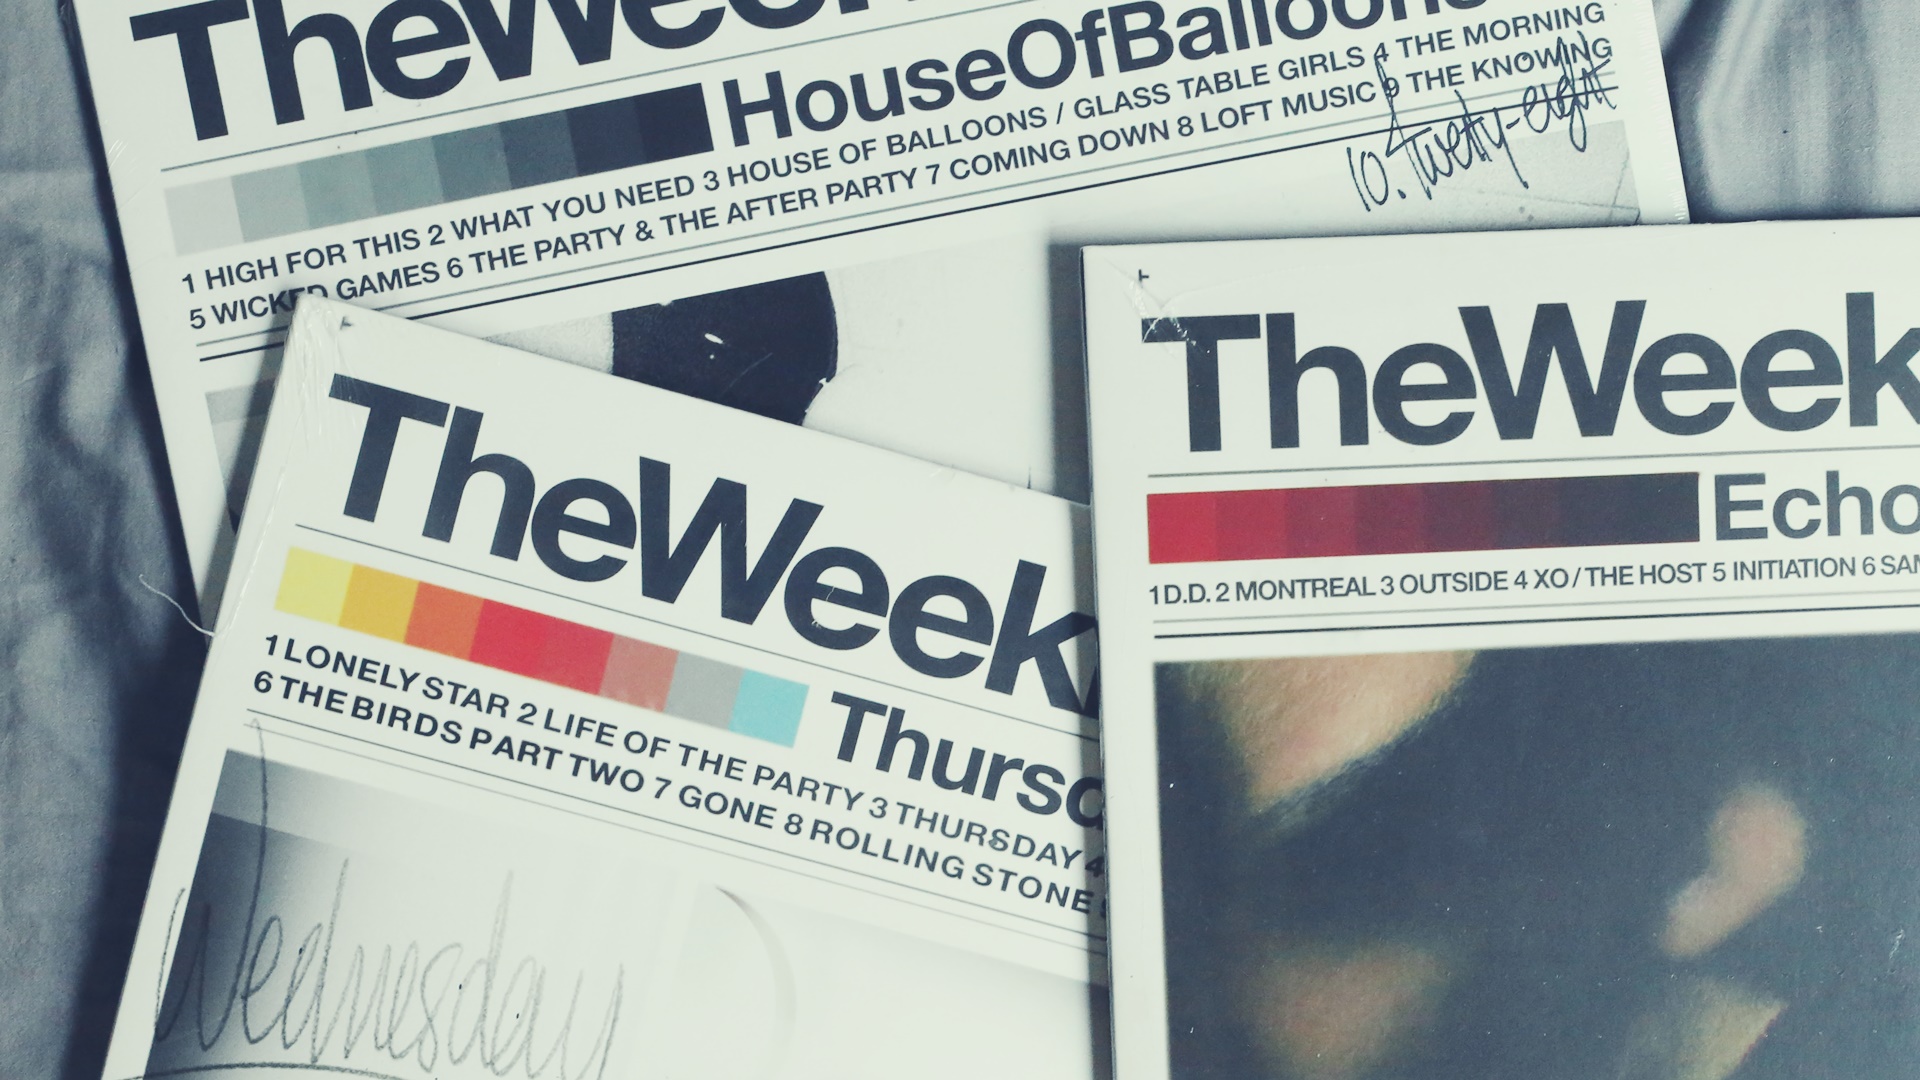 TheWeek
HouseOfBalloons
1 HIGH FOR THIS 2 WHAT YOU NEED 3 HOUSE OF BALLOONS / GLASS TABLE GIRLS 4 THE MORNING
5 WICKED GAMES 6 THE PARTY & THE AFTER PARTY 7 COMING DOWN 8 LOFT MUSIC 9 THE KNOWING
10. Twenty-eight
TheWeek
Thursd
1 LONELY STAR 2 LIFE OF THE PARTY 3 THURSDAY 4
6 THE BIRDS PART TWO 7 GONE 8 ROLLING STONE
Wednesday
TheWeek
Echo
1 D.D. 2 MONTREAL 3 OUTSIDE 4 XO / THE HOST 5 INITIATION 6 SAM